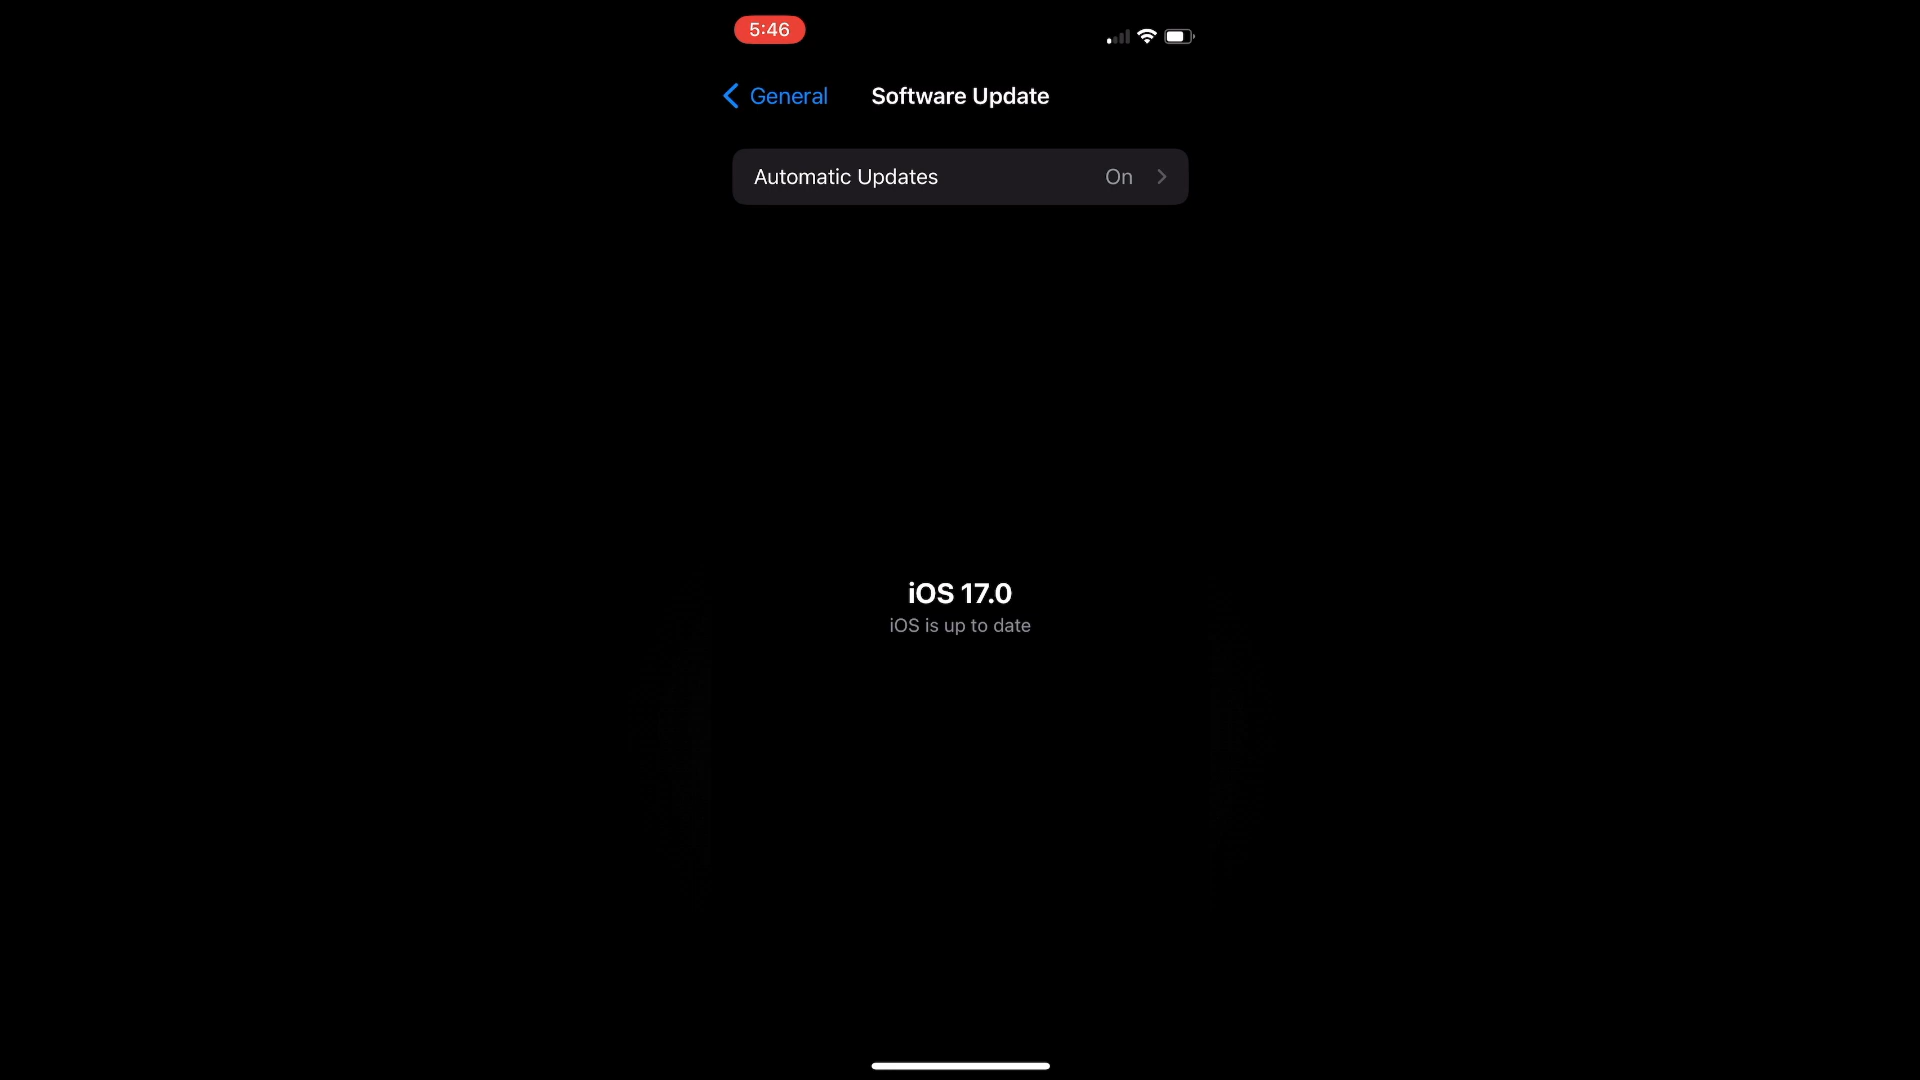 5:46
General
Software Update
Automatic Updates On
iOS 17.0
iOS is up to date